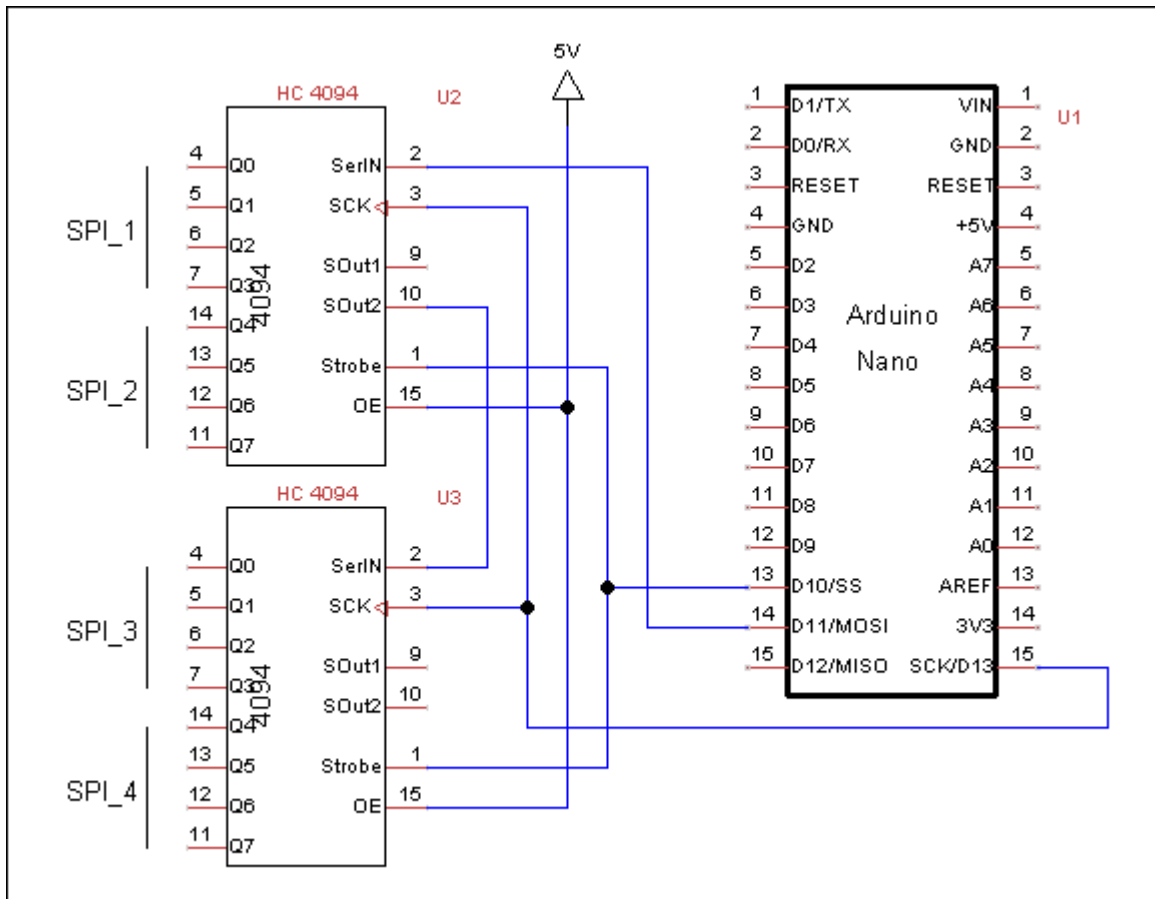 5V
HC 4094 U2
4 Q0 SerIN 2
5 Q1 SCK 3
SPI_1
6 Q2
SOut1 9
7 Q3
4094
SOut2 10
14 Q4
13 Q5 Strobe 1
SPI_2
12 Q6 OE 15
11 Q7
HC 4094 U3
4 Q0 SerIN 2
5 Q1 SCK 3
SPI_3
6 Q2
SOut1 9
7 Q3
4094
SOut2 10
14 Q4
13 Q5 Strobe 1
SPI_4
12 Q6 OE 15
11 Q7
U1
Arduino
Nano
1 D1/TX VIN 1
2 D0/RX GND 2
3 RESET RESET 3
4 GND +5V 4
5 D2 A7 5
6 D3 A6 6
7 D4 A5 7
8 D5 A4 8
9 D6 A3 9
10 D7 A2 10
11 D8 A1 11
12 D9 A0 12
13 D10/SS AREF 13
14 D11/MOSI 3V3 14
15 D12/MISO SCK/D13 15